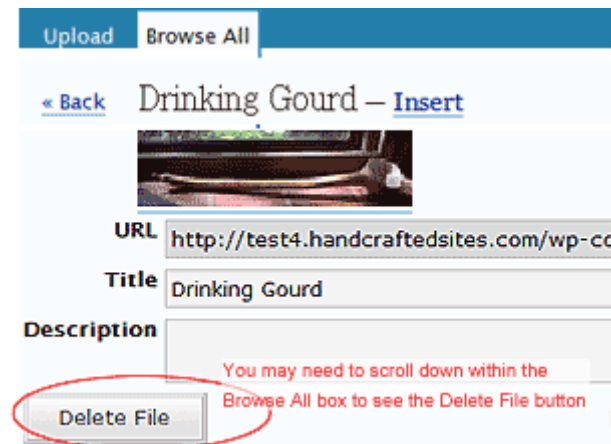 Upload Browse All
« Back Drinking Gourd – Insert
URL http://test4.handcraftedsites.com/wp-co
Title Drinking Gourd
Description
You may need to scroll down within the
Browse All box to see the Delete File button
Delete File